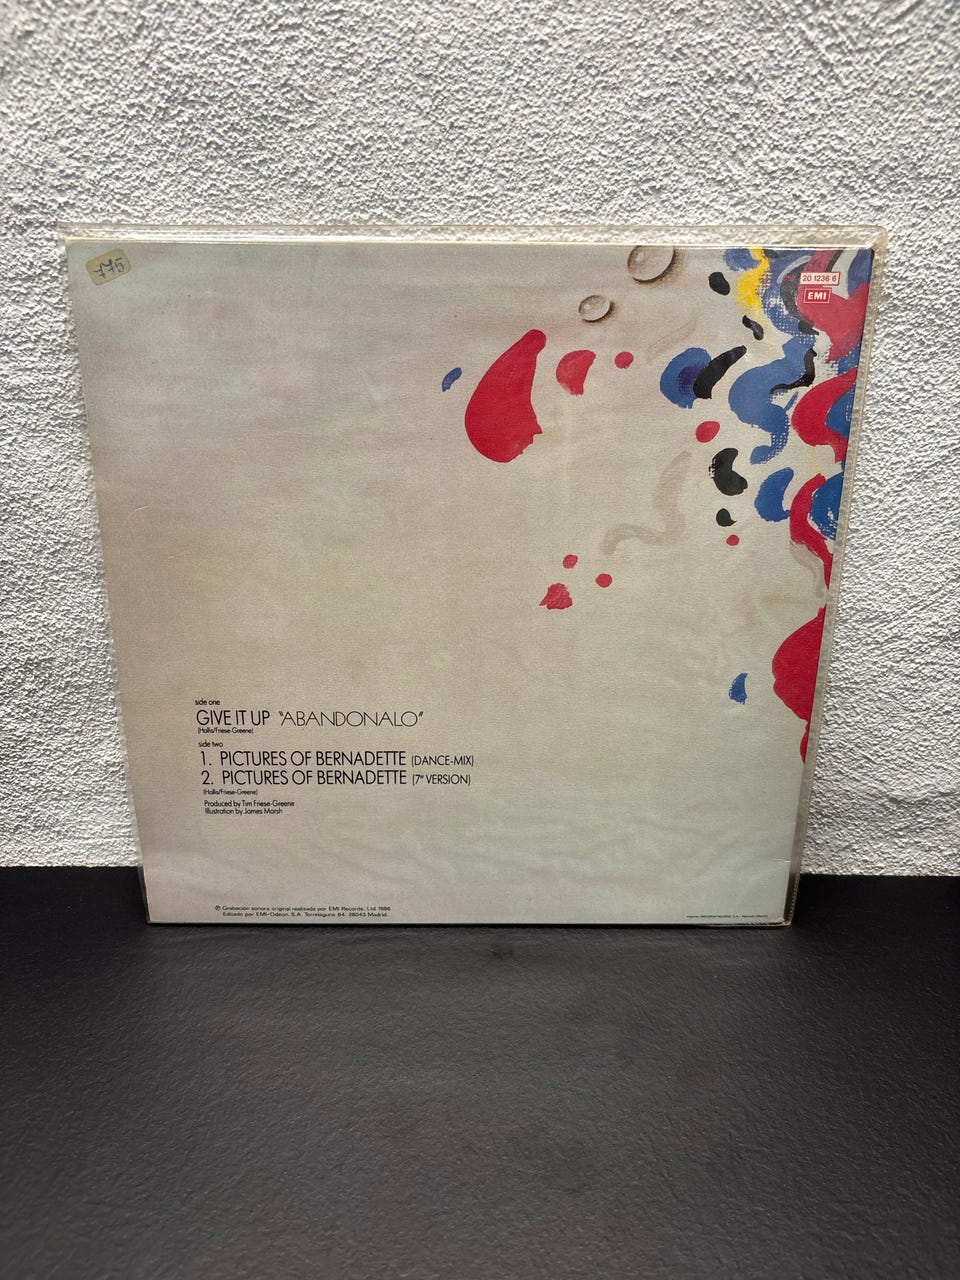 775
20 1236 6
EMI
side one
GIVE IT UP "ABANDONALO"
(Hollis/Friese-Greene)
side two
1. PICTURES OF BERNADETTE (DANCE-MIX)
2. PICTURES OF BERNADETTE (7" VERSION)
(Hollis/Friese-Greene)
Produced by Tim Friese-Greene
Illustration by James Marsh
℗ Grabación sonora original realizada por EMI Records, Ltd. 1986
Editado por EMI-Odeon, S.A. Torrelaguna, 64. 28043 Madrid.